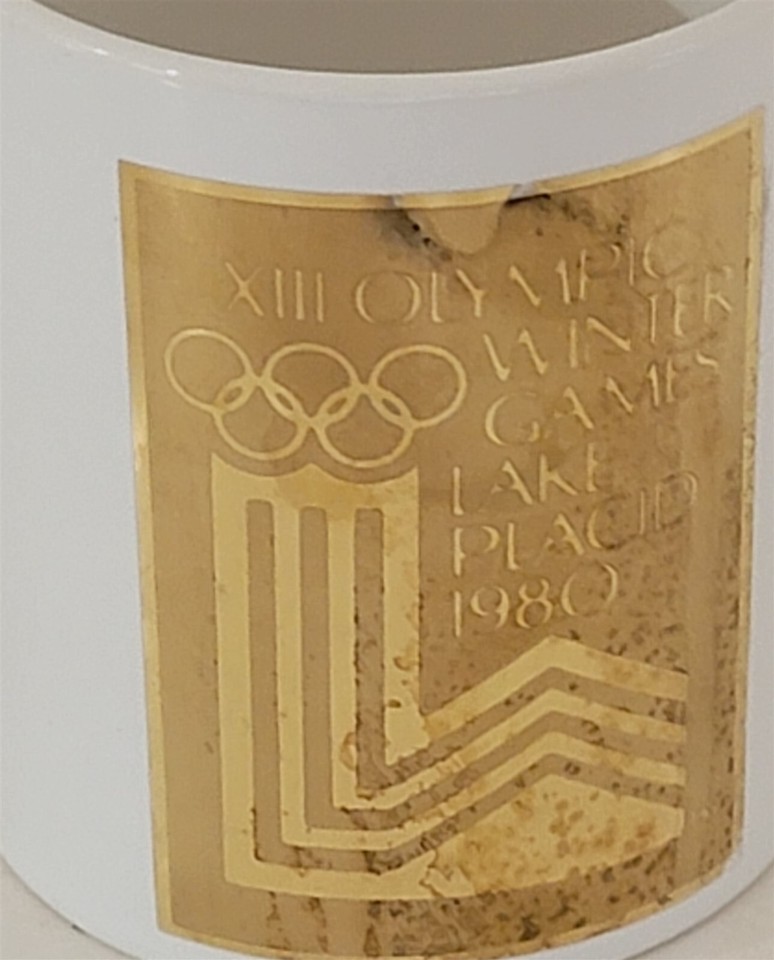 XIII OLYMPIC
WINTER
GAMES
LAKE
PLACID
1980